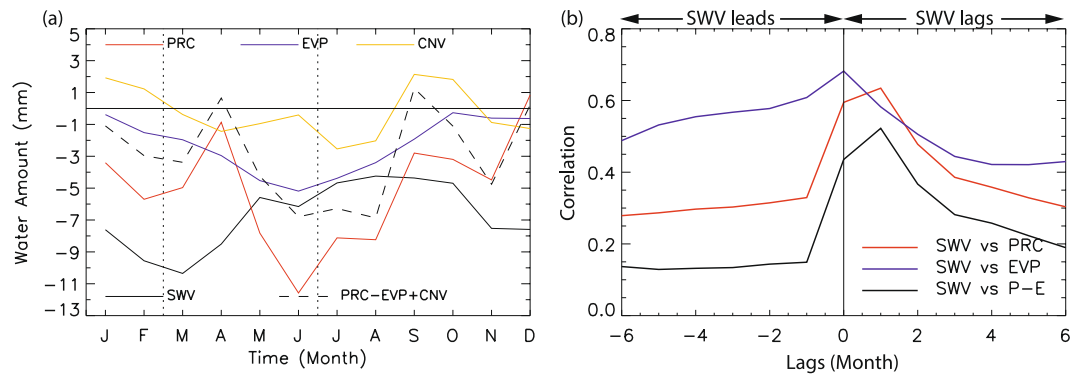 (a)
PRC EVP CNV
5
3
1
-1
-3
-5
-7
-9
-11
-13
Water Amount (mm)
SWV PRC-EVP+CNV
J F M A M J J A S O N D
Time (Month)
(b)
SWV leads SWV lags
0.8
0.6
0.4
0.2
0.0
Correlation
SWV vs PRC
SWV vs EVP
SWV vs P-E
-6 -4 -2 0 2 4 6
Lags (Month)